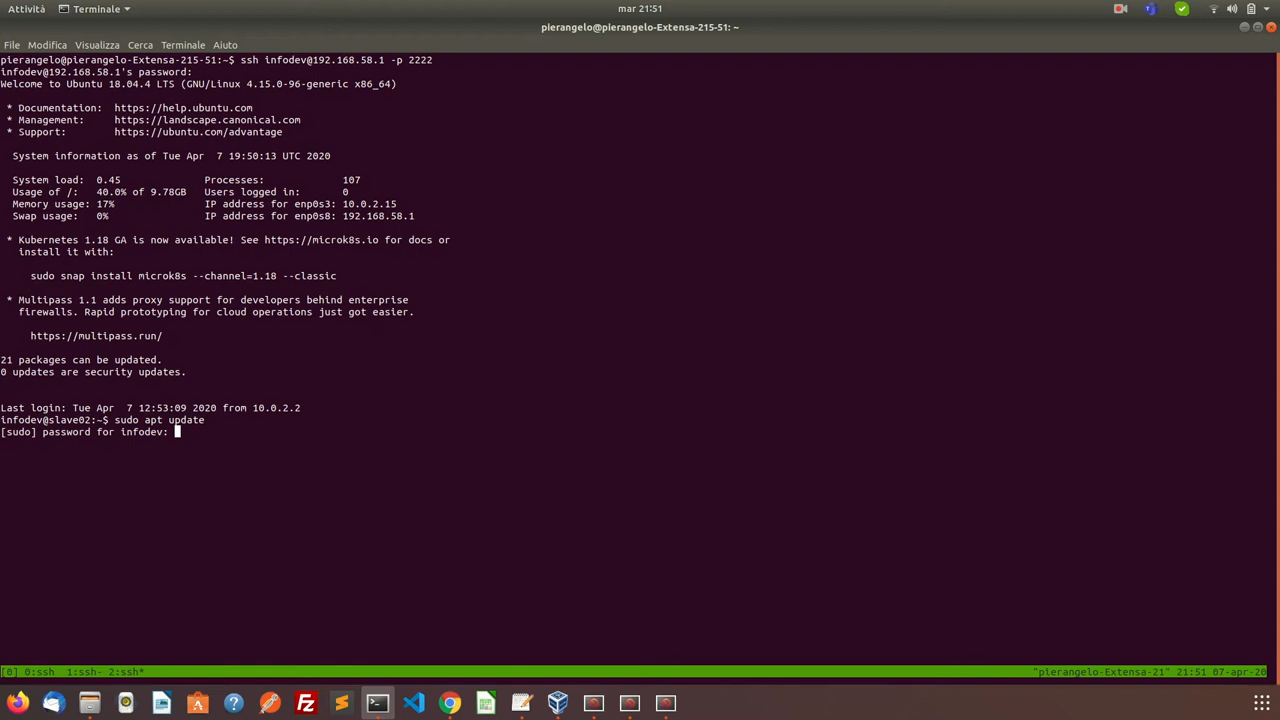 Attività Terminale mar 21:51
pierangelo@pierangelo-Extensa-215-51: ~
File Modifica Visualizza Cerca Terminale Aiuto
pierangelo@pierangelo-Extensa-215-51:~$ ssh infodev@192.168.58.1 -p 2222
infodev@192.168.58.1's password:
Welcome to Ubuntu 18.04.4 LTS (GNU/Linux 4.15.0-96-generic x86_64)
* Documentation: https://help.ubuntu.com
* Management: https://landscape.canonical.com
* Support: https://ubuntu.com/advantage
System information as of Tue Apr 7 19:50:13 UTC 2020
System load: 0.45 Processes: 107
Usage of /: 40.0% of 9.78GB Users logged in: 0
Memory usage: 17% IP address for enp0s3: 10.0.2.15
Swap usage: 0% IP address for enp0s8: 192.168.58.1
* Kubernetes 1.18 GA is now available! See https://microk8s.io for docs or
install it with:
sudo snap install microk8s --channel=1.18 --classic
* Multipass 1.1 adds proxy support for developers behind enterprise
firewalls. Rapid prototyping for cloud operations just got easier.
https://multipass.run/
21 packages can be updated.
0 updates are security updates.
Last login: Tue Apr 7 12:53:09 2020 from 10.0.2.2
infodev@slave02:~$ sudo apt update
[sudo] password for infodev:
[0] 0:ssh 1:ssh- 2:ssh* "pierangelo-Extensa-21" 21:51 07-apr-20